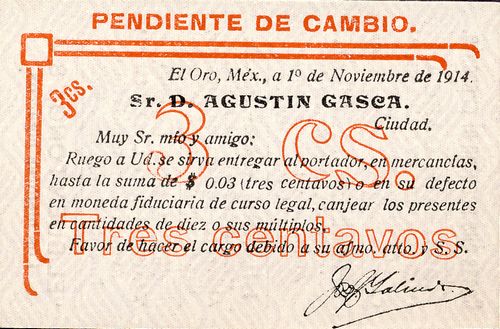 PENDIENTE DE CAMBIO.
3cs.
El Oro, Méx., a 1º de Noviembre de 1914.
Sr. D. AGUSTIN GASCA.
Ciudad.
3 CS.
Muy Sr. mío y amigo:
Ruego a Ud. se sirva entregar al portador, en mercancías,
hasta la suma de $ 0.03 (tres centavos) o en su defecto
en moneda fiduciaria de curso legal, canjear los presentes
en cantidades de diez o sus múltiplos.
Tres centavos
Favor de hacer el cargo debido a su afmo. atto. y S. S.